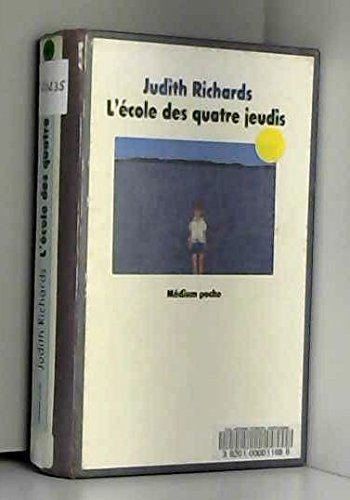 Judith Richards
L'école des quatre jeudis
Médium poche
Judith Richards L'école des quatre